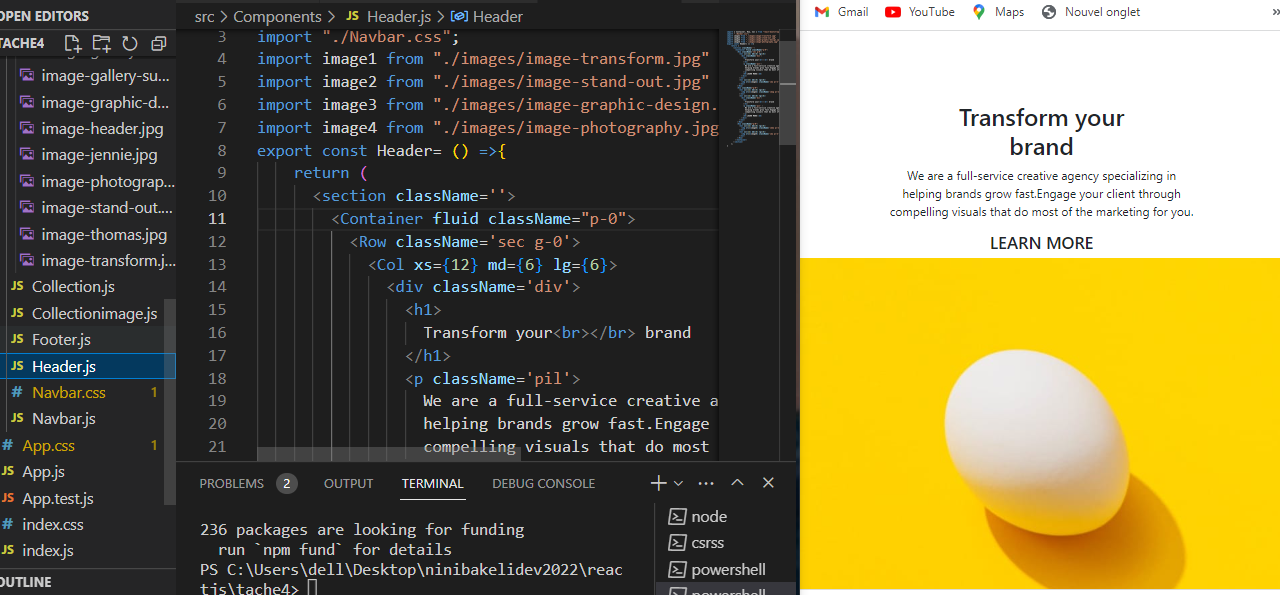 OPEN EDITORS
TACHE4
image-gallery-su...
image-graphic-d...
image-header.jpg
image-jennie.jpg
image-photograp...
image-stand-out....
image-thomas.jpg
image-transform.j...
JS Collection.js
JS Collectionimage.js
JS Footer.js
JS Header.js
# Navbar.css 1
JS Navbar.js
# App.css 1
JS App.js
JS App.test.js
# index.css
JS index.js
OUTLINE
src > Components > JS Header.js > Header
3 import "./Navbar.css";
4 import image1 from "./images/image-transform.jpg"
5 import image2 from "./images/image-stand-out.jpg"
6 import image3 from "./images/image-graphic-design.
7 import image4 from "./images/image-photography.jpg
8 export const Header= () =>{
9 return (
10 <section className=''>
11 <Container fluid className="p-0">
12 <Row className='sec g-0'>
13 <Col xs={12} md={6} lg={6}>
14 <div className='div'>
15 <h1>
16 Transform your<br></br> brand
17 </h1>
18 <p className='pil'>
19 We are a full-service creative a
20 helping brands grow fast.Engage
21 compelling visuals that do most
PROBLEMS 2 OUTPUT TERMINAL DEBUG CONSOLE
236 packages are looking for funding
run `npm fund` for details
PS C:\Users\dell\Desktop\ninibakelidev2022\reac
tjs\tache4>
node
csrss
powershell
powershell
Gmail YouTube Maps Nouvel onglet »
Transform your
brand
We are a full-service creative agency specializing in
helping brands grow fast.Engage your client through
compelling visuals that do most of the marketing for you.
LEARN MORE